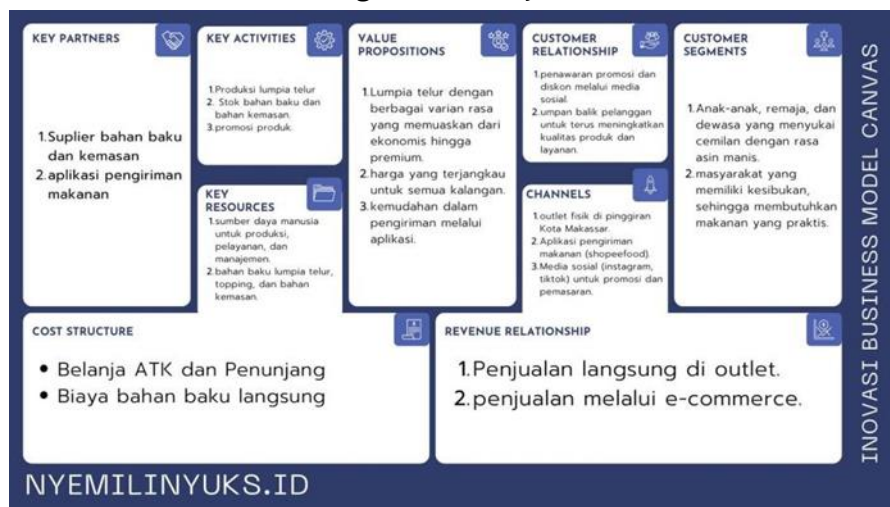 KEY PARTNERS
1.Suplier bahan baku
dan kemasan
2.aplikasi pengiriman
makanan
KEY ACTIVITIES
1.Produksi lumpia telur
2. Stok bahan baku dan
bahan kemasan.
3.promosi produk.
KEY
RESOURCES
1.sumber daya manusia
untuk produksi,
pelayanan, dan
manajemen.
2.bahan baku lumpia telur,
topping, dan bahan
kemasan.
VALUE
PROPOSITIONS
1.Lumpia telur dengan
berbagai varian rasa
yang memuaskan dari
ekonomis hingga
premium.
2.harga yang terjangkau
untuk semua kalangan.
3.kemudahan dalam
pengiriman melalui
aplikasi.
CUSTOMER
RELATIONSHIP
1.penawaran promosi dan
diskon melalui media
sosial.
2.umpan balik pelanggan
untuk terus meningkatkan
kualitas produk dan
layanan.
CHANNELS
1.outlet fisik di pinggiran
Kota Makassar.
2.Aplikasi pengiriman
makanan (shopeefood).
3.Media sosial (instagram,
tiktok) untuk promosi dan
pemasaran.
CUSTOMER
SEGMENTS
1.Anak-anak, remaja, dan
dewasa yang menyukai
cemilan dengan rasa
asin manis.
2.masyarakat yang
memiliki kesibukan,
sehingga membutuhkan
makanan yang praktis.
COST STRUCTURE
• Belanja ATK dan Penunjang
• Biaya bahan baku langsung
REVENUE RELATIONSHIP
1.Penjualan langsung di outlet.
2.penjualan melalui e-commerce.
NYEMILINYUKS.ID
INOVASI BUSINESS MODEL CANVAS